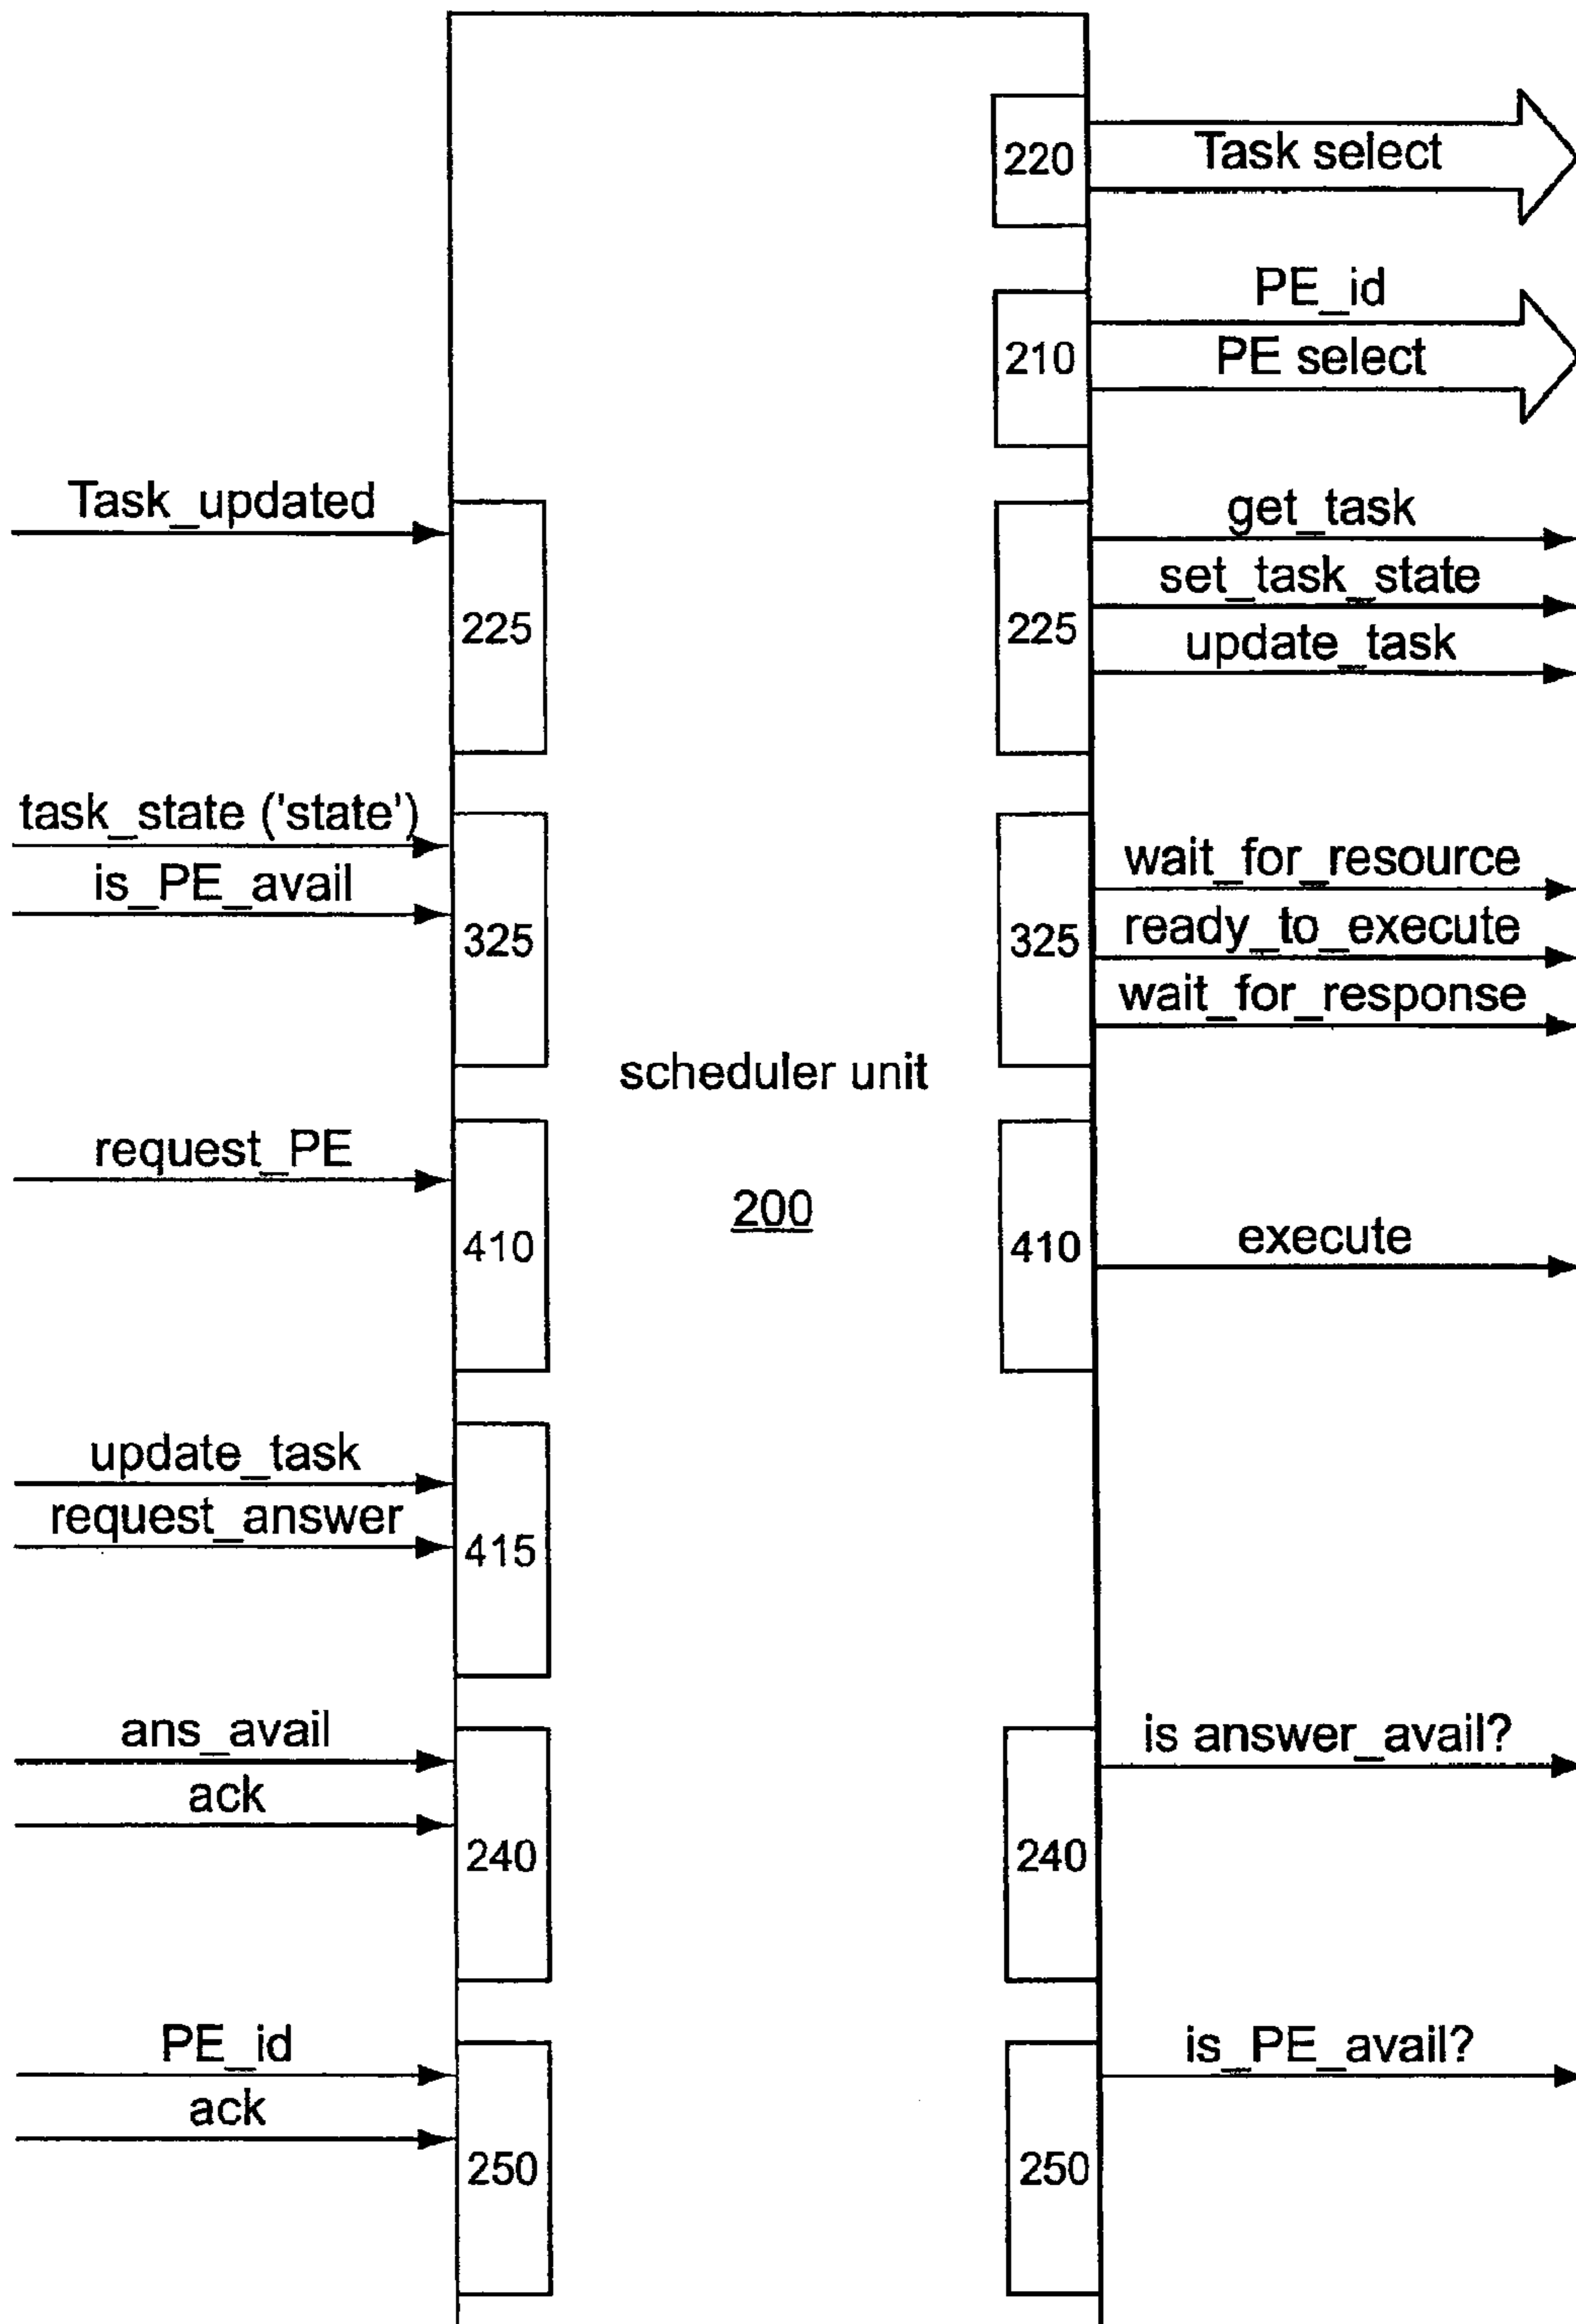 220
Task select
PE_id
210
PE select
Task_updated
get_task
set_task_state
225
225
update_task
task_state ('state')
is_PE_avail
wait_for_resource
325
325
ready_to_execute
wait_for_response
scheduler unit
request_PE
200
410
410
execute
update_task
request_answer
415
ans_avail
is answer_avail?
ack
240
240
PE_id
is_PE_avail?
ack
250
250